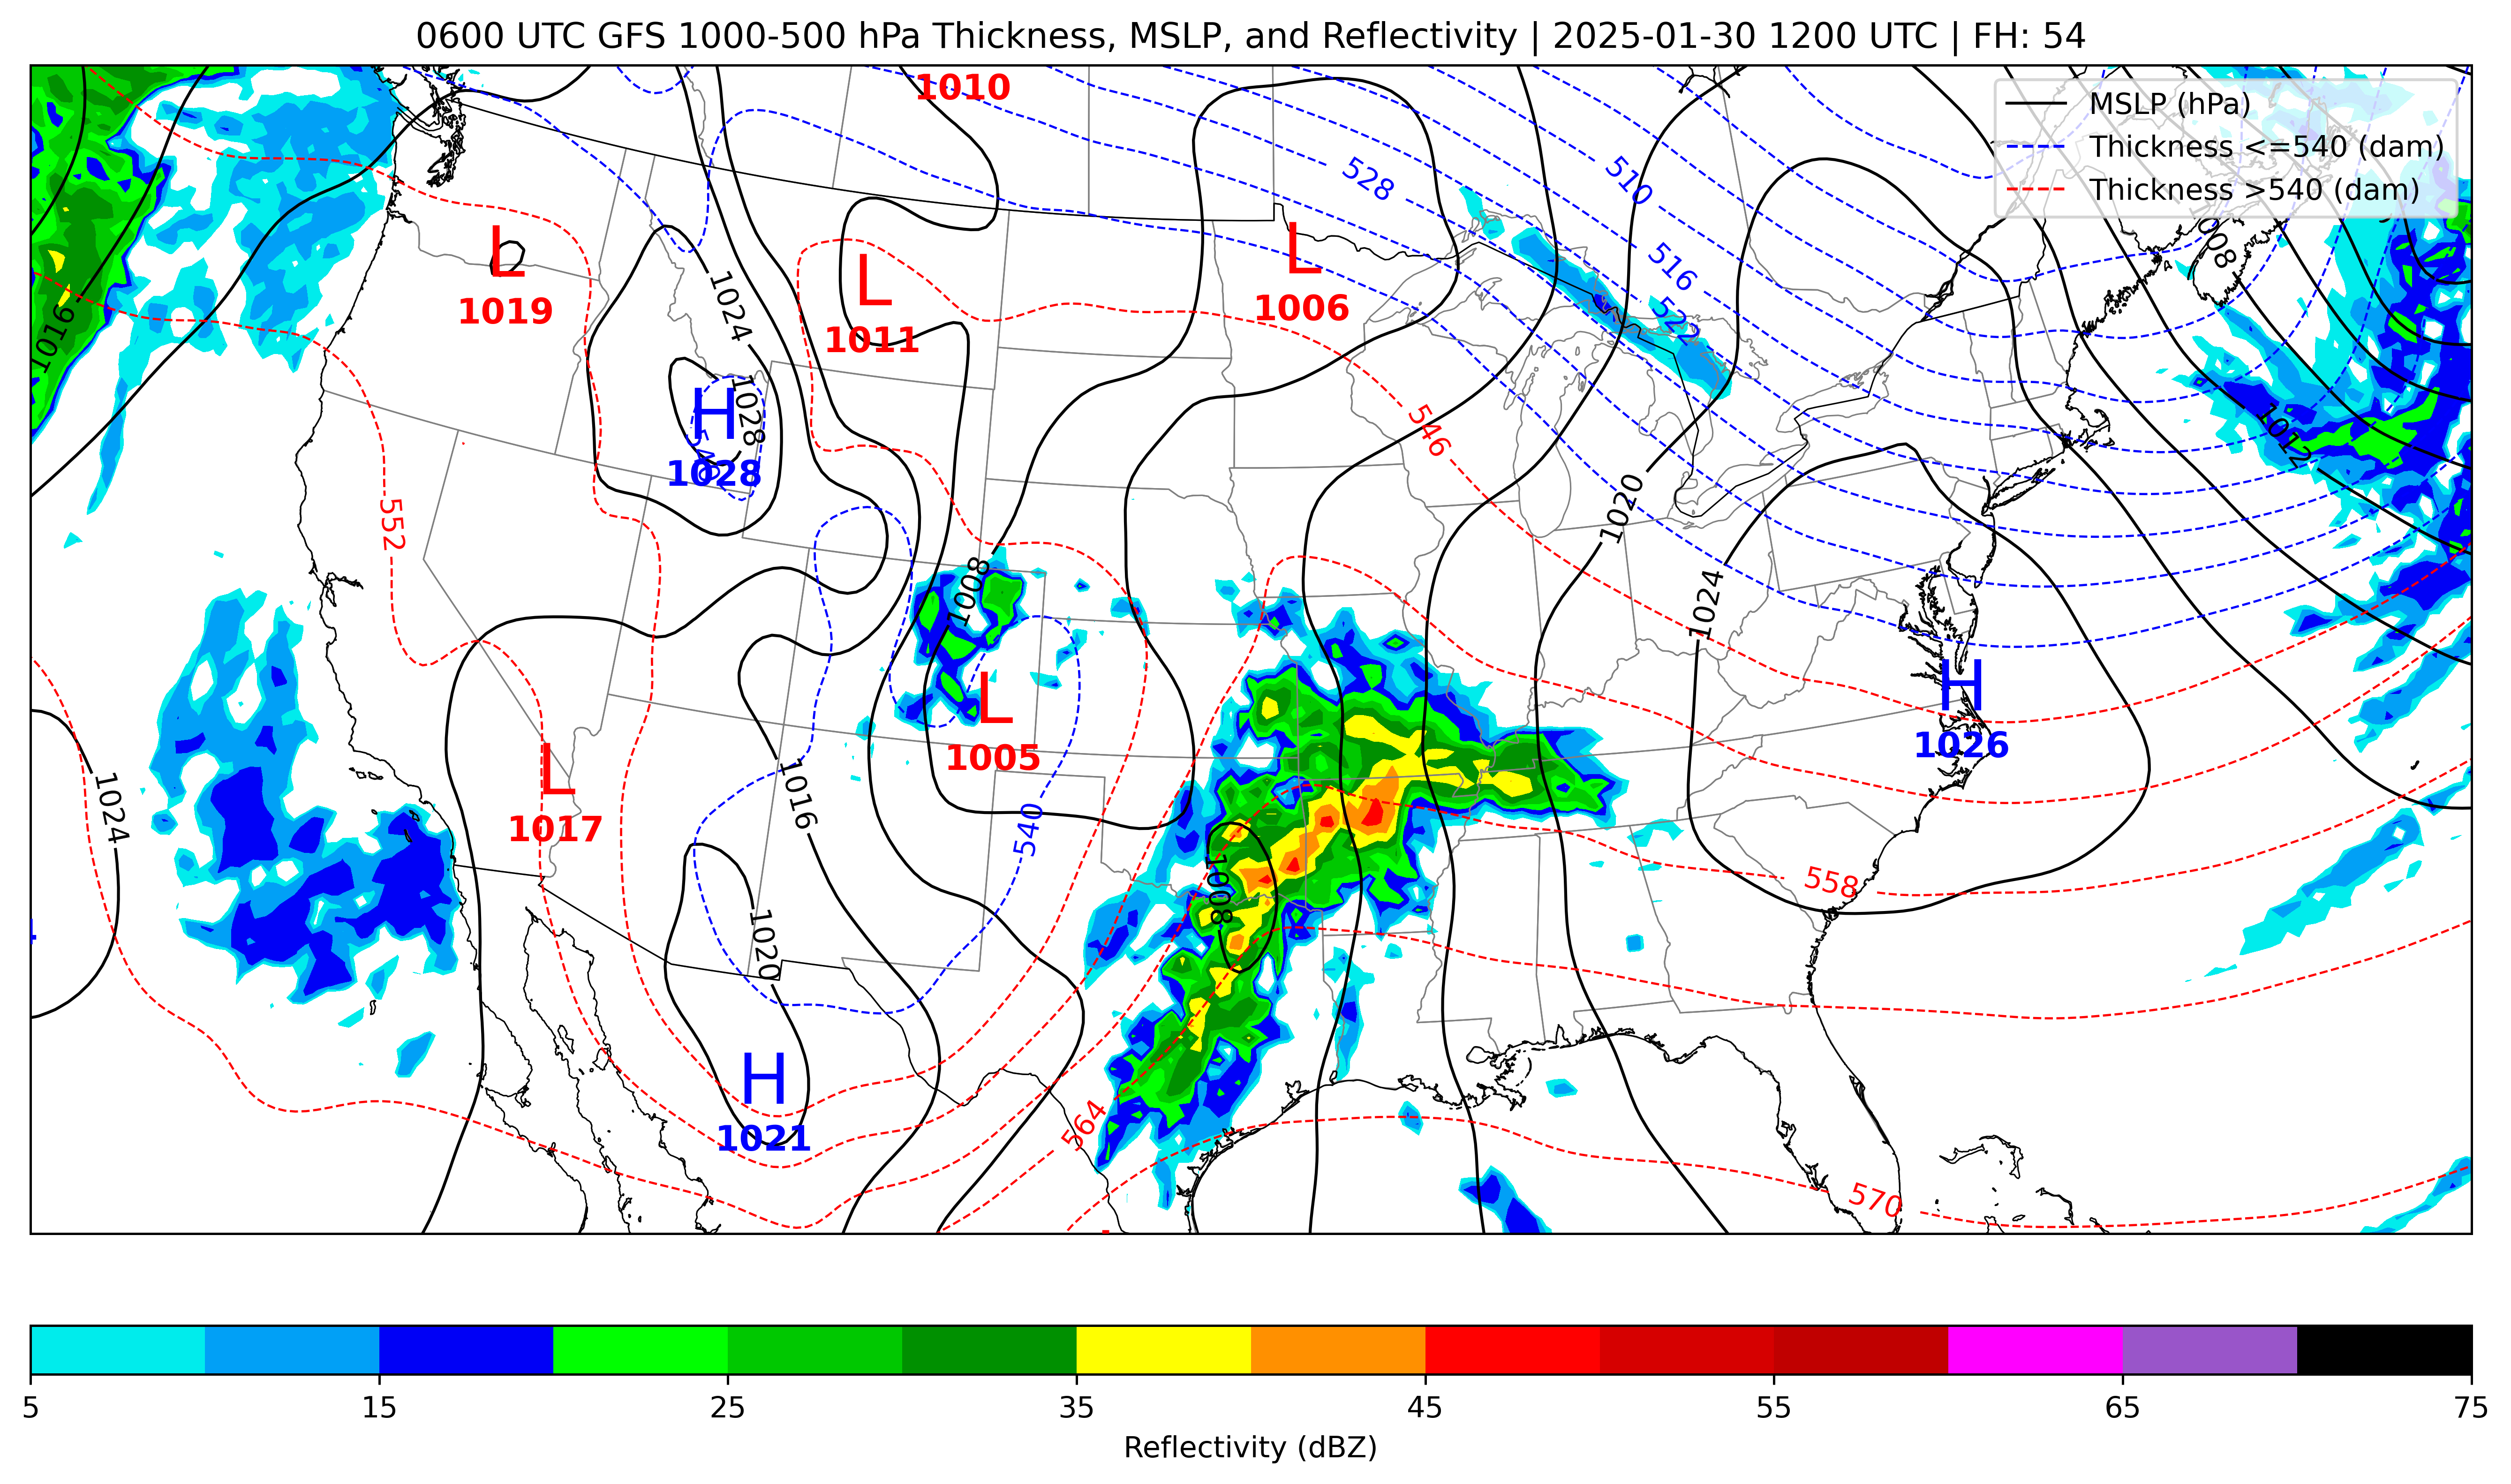 0600 UTC GFS 1000-500 hPa Thickness, MSLP, and Reflectivity | 2025-01-30 1200 UTC | FH: 54
1010
MSLP (hPa)
Thickness <=540 (dam)
Thickness >540 (dam)
528
510
516
522
1008
L
1019
L
1011
L
1006
1016
1024
1028
H
1028
540
546
1012
552
1020
1024
1008
L
1005
H
1026
L
1017
1024
1016
540
1008
558
1020
H
1021
564
570
5 15 25 35 45 55 65 75
Reflectivity (dBZ)